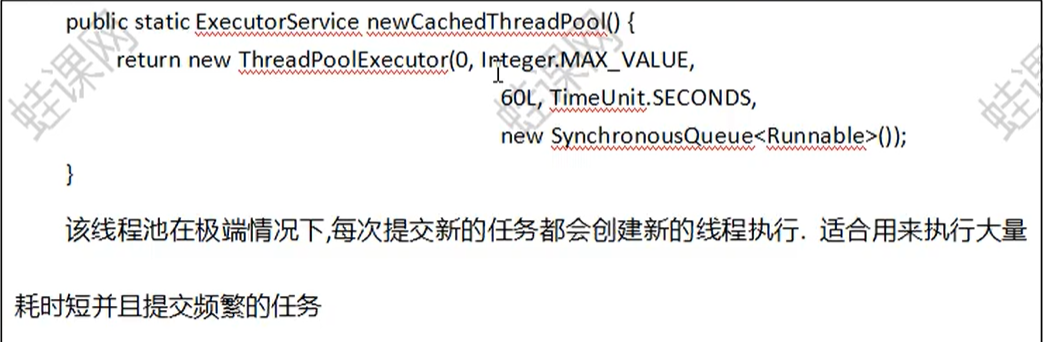 public static ExecutorService newCachedThreadPool() {
return new ThreadPoolExecutor(0, Integer.MAX_VALUE,
60L, TimeUnit.SECONDS,
new SynchronousQueue<Runnable>());
}
该线程池在极端情况下,每次提交新的任务都会创建新的线程执行. 适合用来执行大量
耗时短并且提交频繁的任务
蛙课网
蛙课网
蛙课